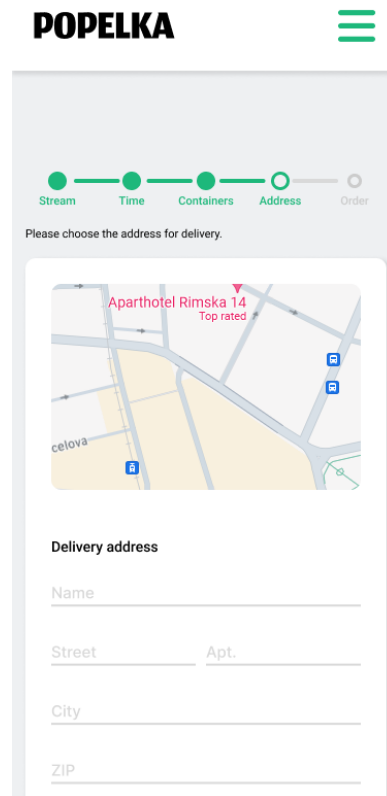 POPELKA
Stream Time Containers Address Order
Please choose the address for delivery.
Aparthotel Rimska 14
Top rated
celova
Delivery address
Name
Street Apt.
City
ZIP